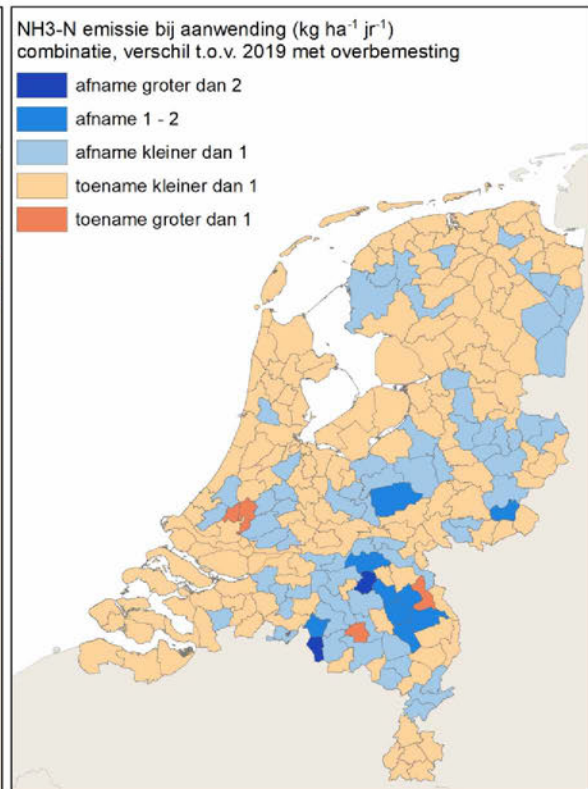 NH3-N emissie bij aanwending (kg ha⁻¹ jr⁻¹)
combinatie, verschil t.o.v. 2019 met overbemesting
afname groter dan 2
afname 1 - 2
afname kleiner dan 1
toename kleiner dan 1
toename groter dan 1